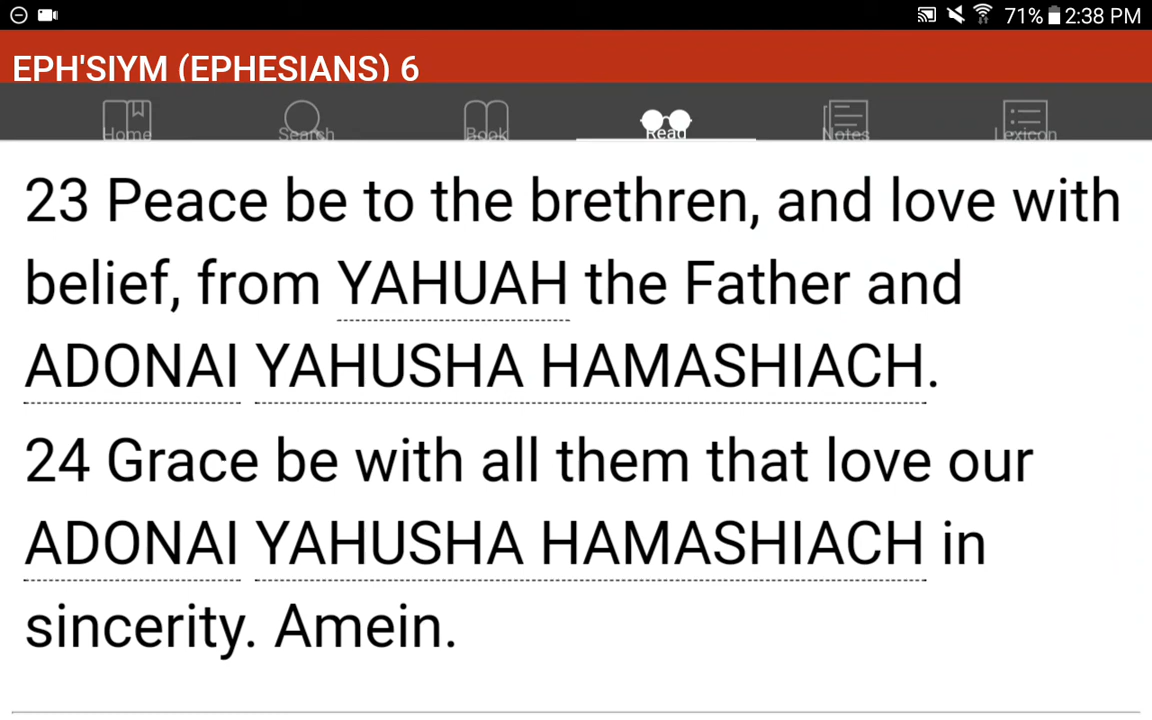 71% 2:38 PM
EPH'SIYM (EPHESIANS) 6
Home Search Book Read Notes Lexicon
23 Peace be to the brethren, and love with
belief, from YAHUAH the Father and
ADONAI YAHUSHA HAMASHIACH.
24 Grace be with all them that love our
ADONAI YAHUSHA HAMASHIACH in
sincerity. Amein.